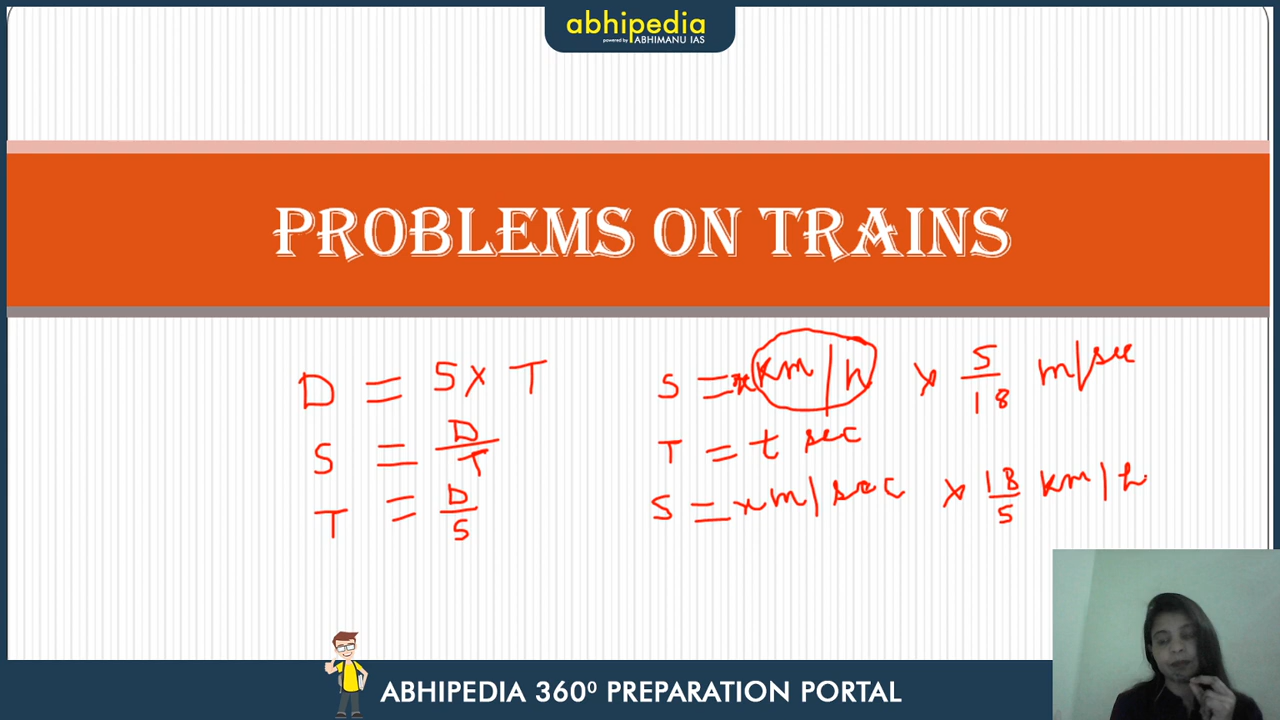 abhipedia
powered by ABHIMANU IAS
PROBLEMS ON TRAINS
D = S x T
S = D/T
T = D/S
S = x km/h x 5/18 m/sec
T = t sec
S = x m/sec x 18/5 km/h
ABHIPEDIA 360⁰ PREPARATION PORTAL